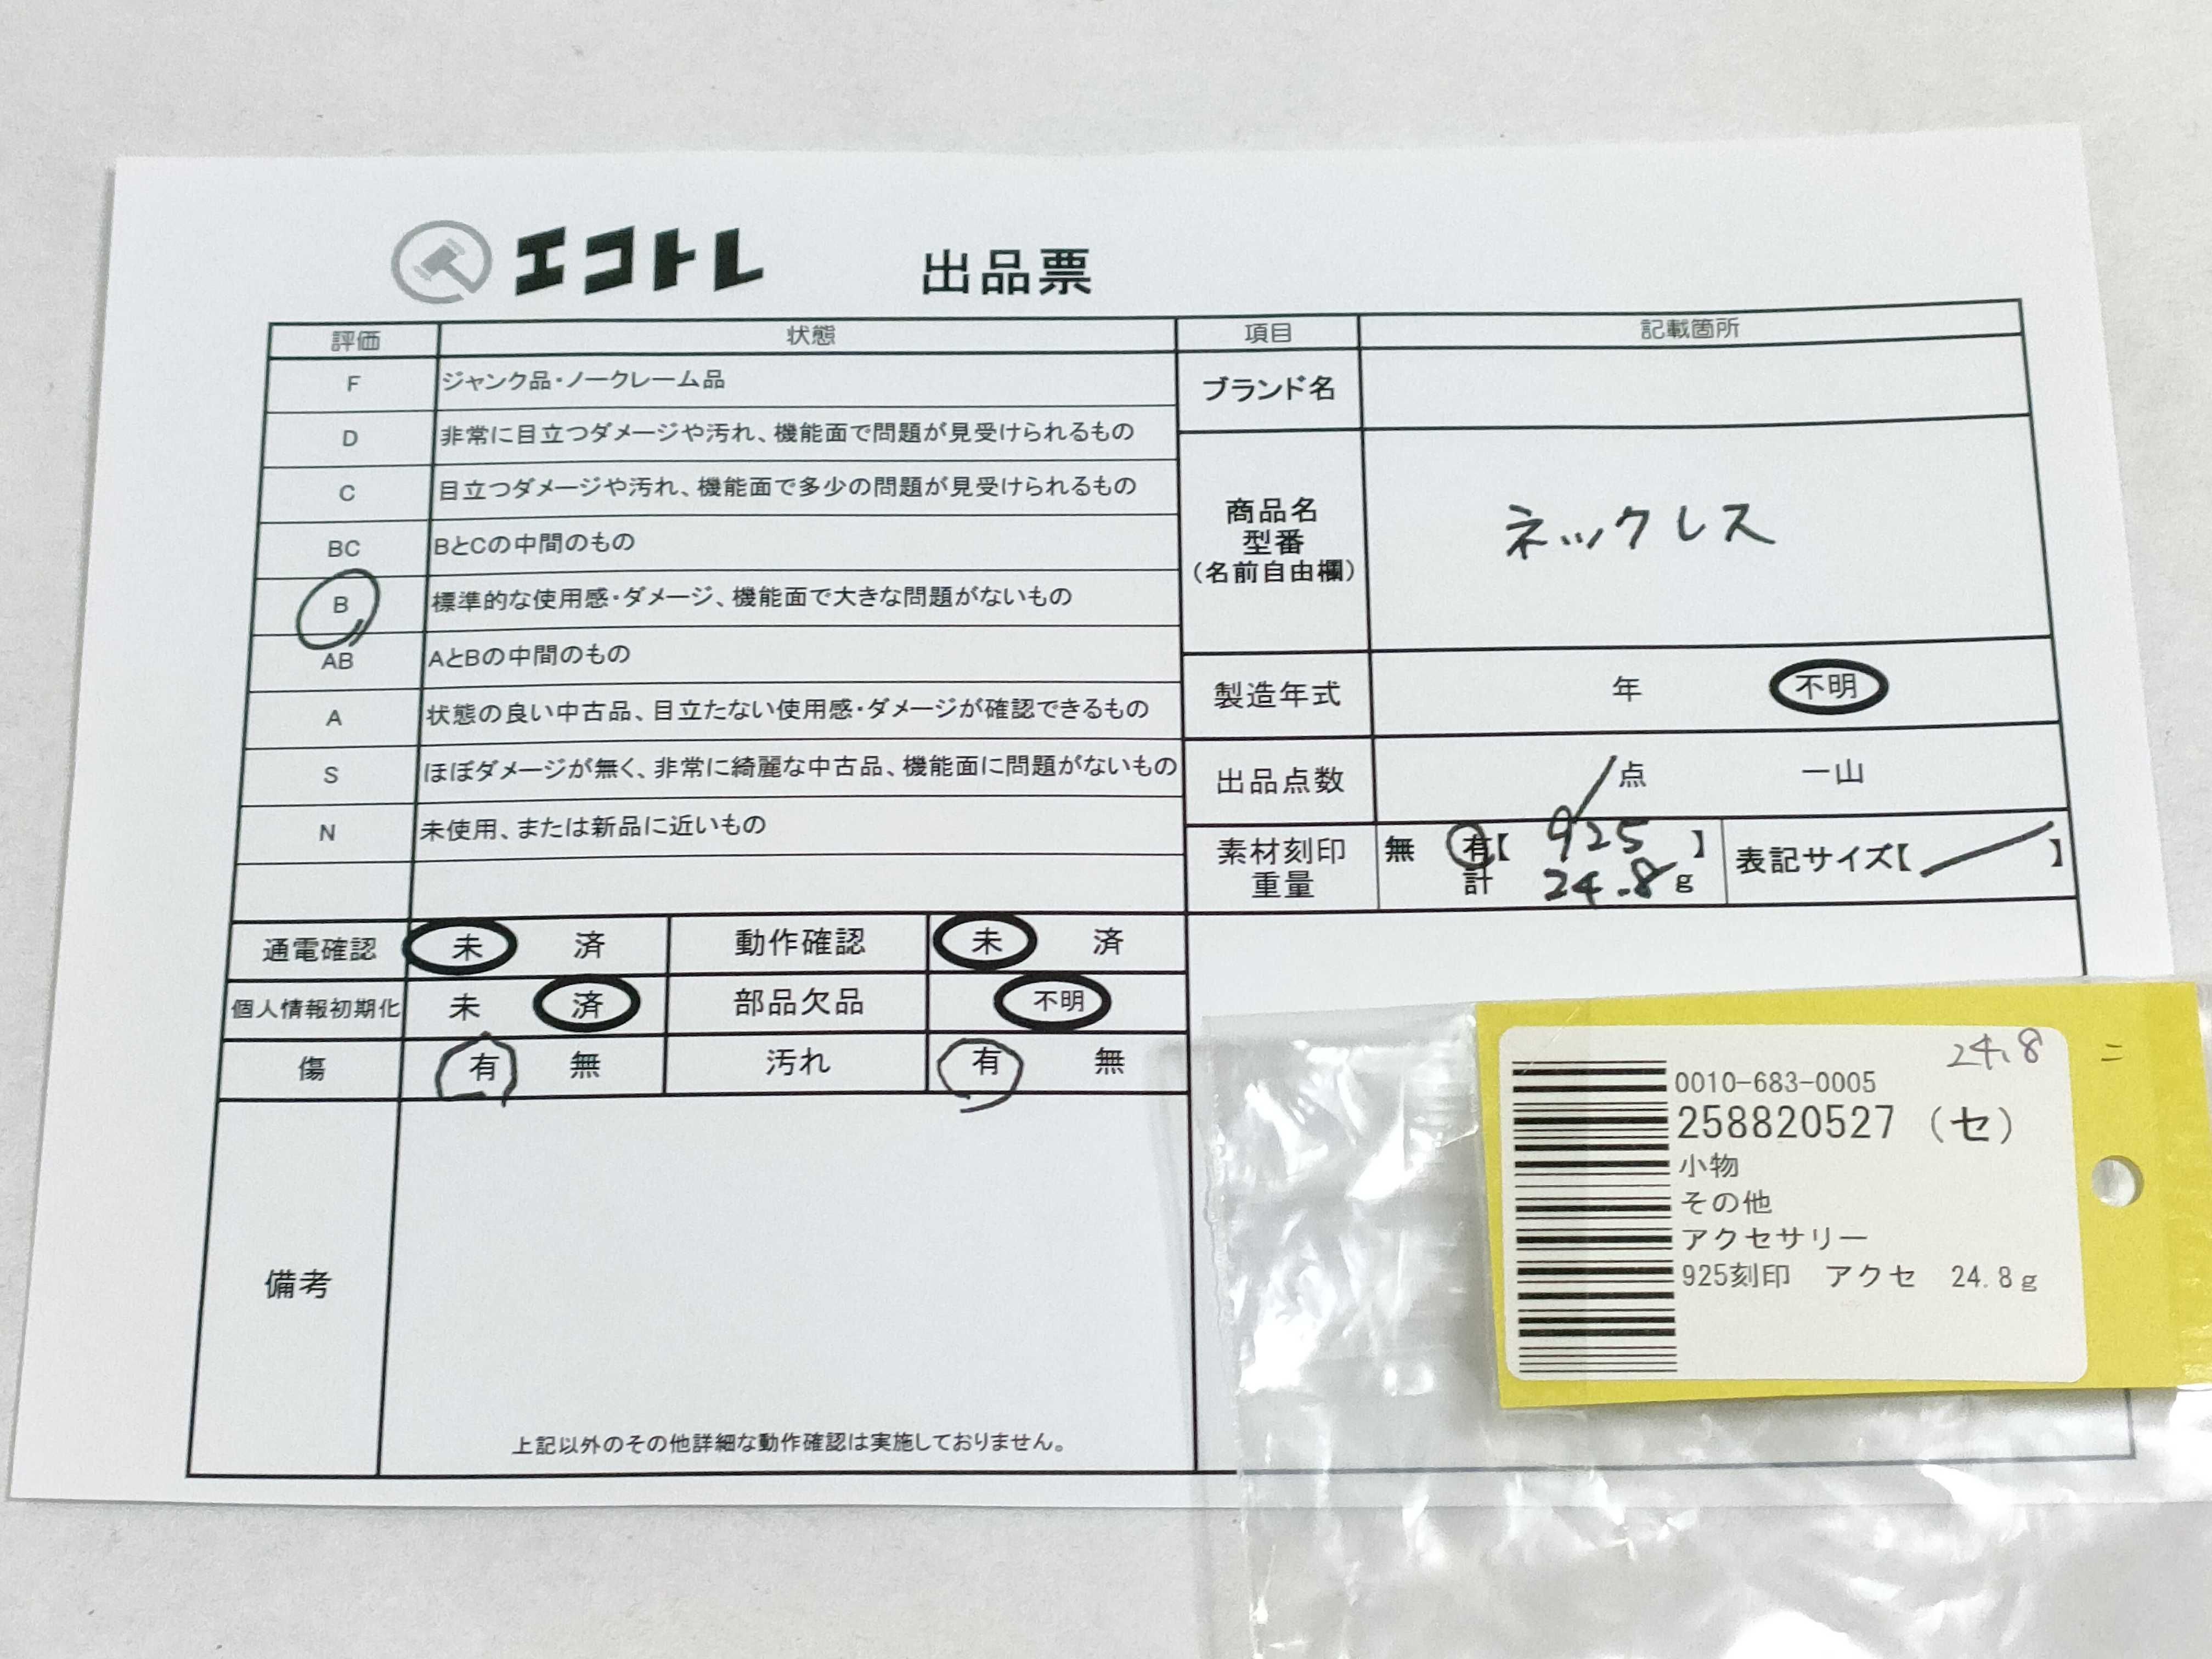 エコトレ 出品票
評価 状態 項目 記載箇所
F ジャンク品・ノークレーム品
D 非常に目立つダメージや汚れ、機能面で問題が見受けられるもの
C 目立つダメージや汚れ、機能面で多少の問題が見受けられるもの
BC BとCの中間のもの
B 標準的な使用感・ダメージ、機能面で大きな問題がないもの
AB AとBの中間のもの
A 状態の良い中古品、目立たない使用感・ダメージが確認できるもの
S ほぼダメージが無く、非常に綺麗な中古品、機能面に問題がないもの
N 未使用、または新品に近いもの
ブランド名
商品名
型番
(名前自由欄)
ネックレス
製造年式 年 不明
出品点数 1点 一山
素材刻印 無 有【 925 】
重量 計 24.8 g
表記サイズ【 / 】
通電確認 未 済 動作確認 未 済
個人情報初期化 未 済 部品欠品 不明
傷 有 無 汚れ 有 無
備考
上記以外のその他詳細な動作確認は実施しておりません。
24.8 ニ
0010-683-0005
258820527 (セ)
小物
その他
アクセサリー
925刻印 アクセ 24.8g